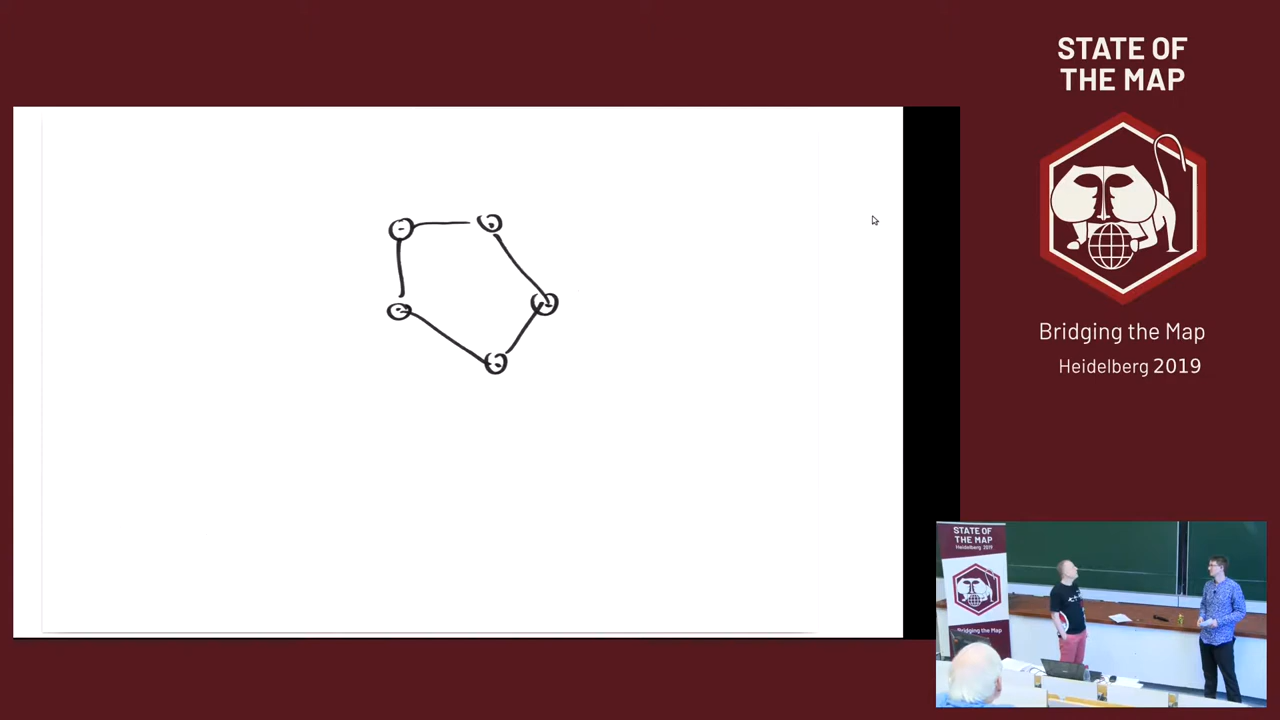 STATE OF
THE MAP
Bridging the Map
Heidelberg 2019
STATE OF
THE MAP
Heidelberg 2019
Bridging the Map